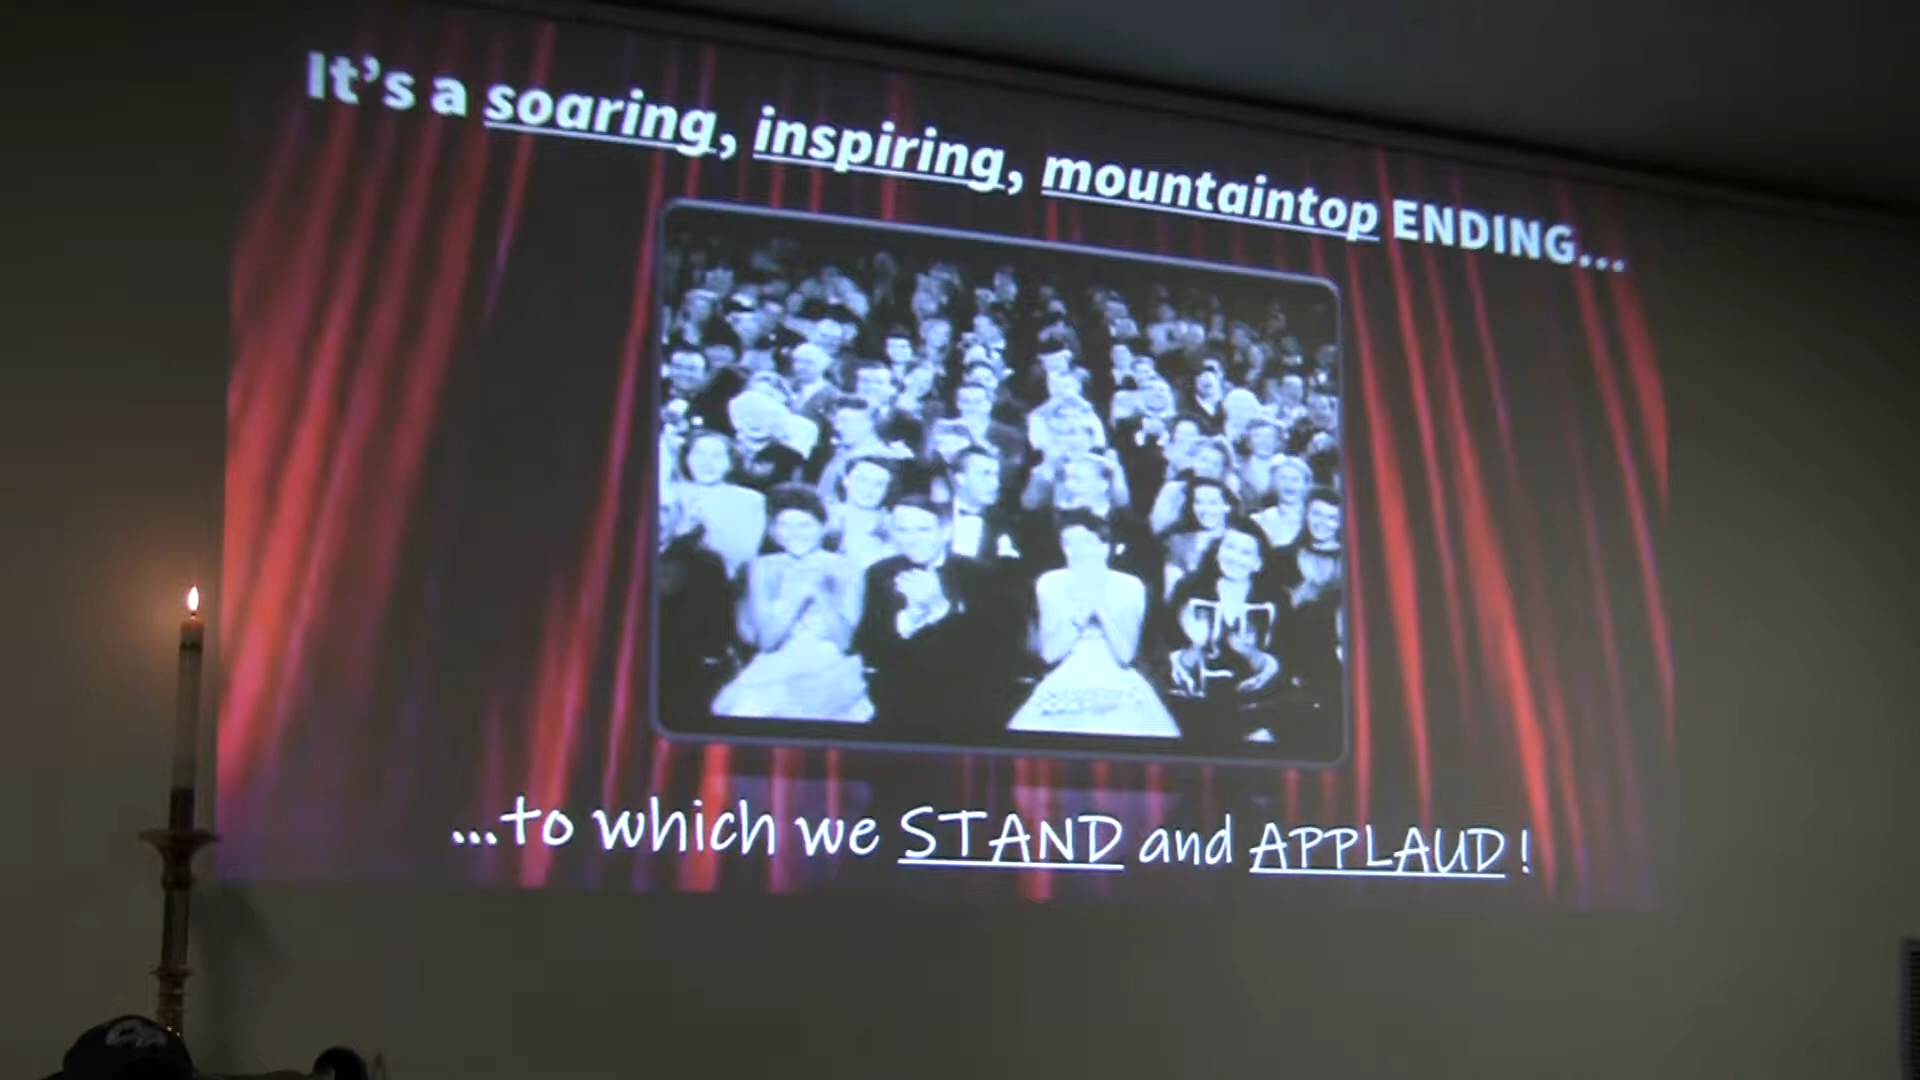 It's a soaring, inspiring, mountaintop ENDING...
...to which we STAND and APPLAUD!